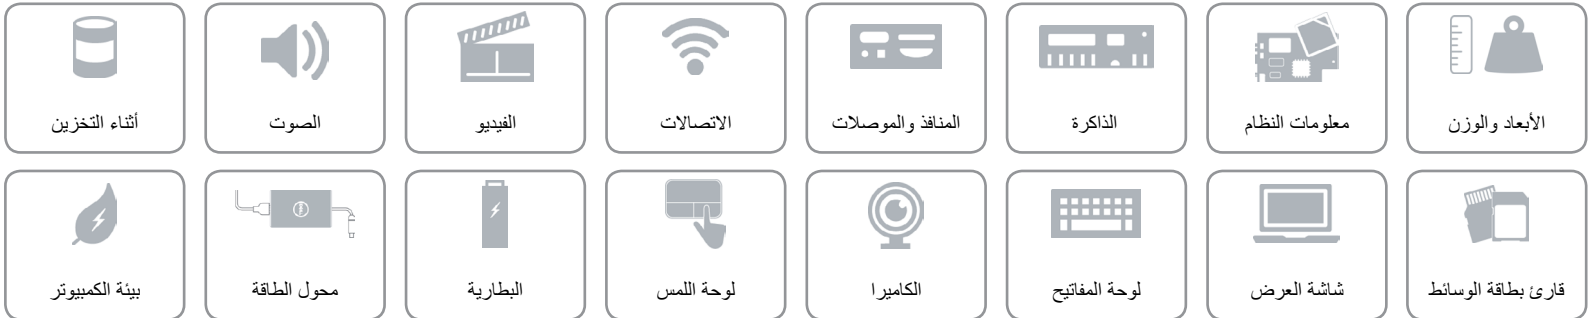 الأبعاد والوزن
معلومات النظام
الذاكرة
المنافذ والموصلات
الاتصالات
الفيديو
الصوت
أثناء التخزين
قارئ بطاقة الوسائط
شاشة العرض
لوحة المفاتيح
الكاميرا
لوحة اللمس
البطارية
محول الطاقة
بيئة الكمبيوتر